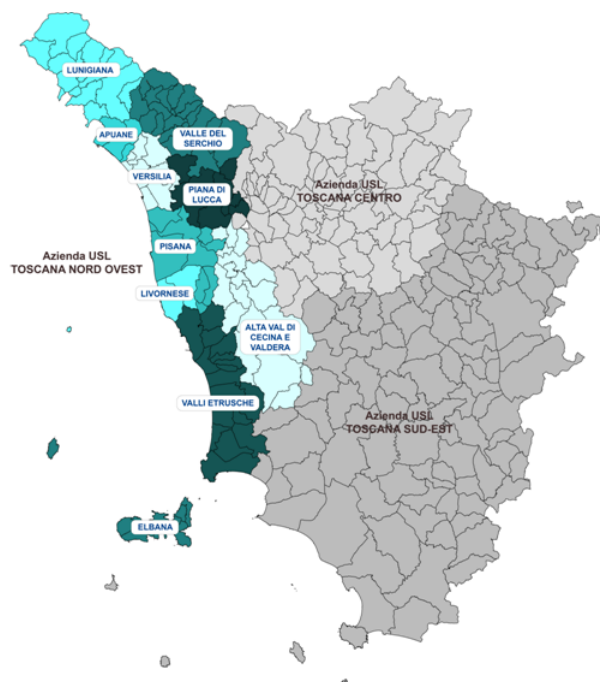 LUNIGIANA
APUANE
VALLE DEL
SERCHIO
VERSILIA
PIANA DI
LUCCA
Azienda USL
TOSCANA CENTRO
PISANA
Azienda USL
TOSCANA NORD OVEST
LIVORNESE
ALTA VAL DI
CECINA E
VALDERA
VALLI ETRUSCHE
Azienda USL
TOSCANA SUD-EST
ELBANA